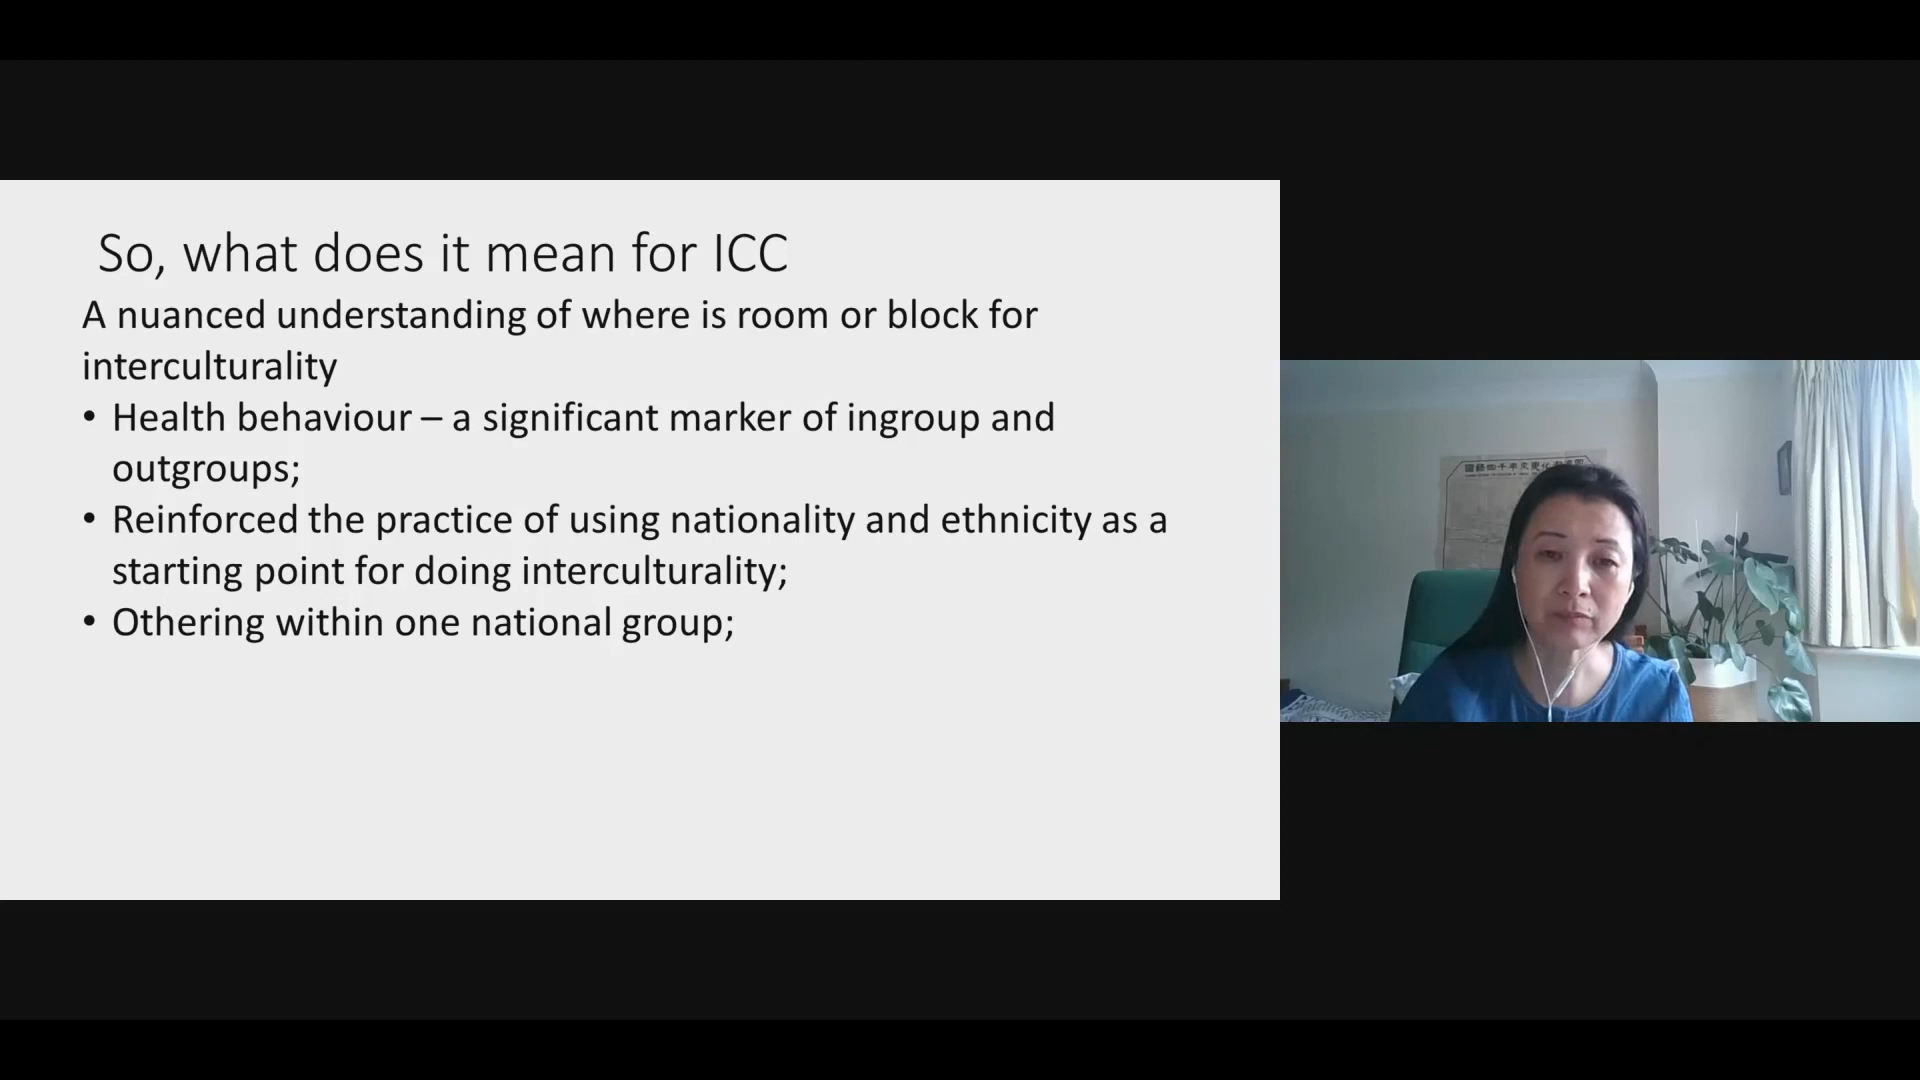 So, what does it mean for ICC
A nuanced understanding of where is room or block for
interculturality
• Health behaviour – a significant marker of ingroup and
outgroups;
• Reinforced the practice of using nationality and ethnicity as a
starting point for doing interculturality;
• Othering within one national group;